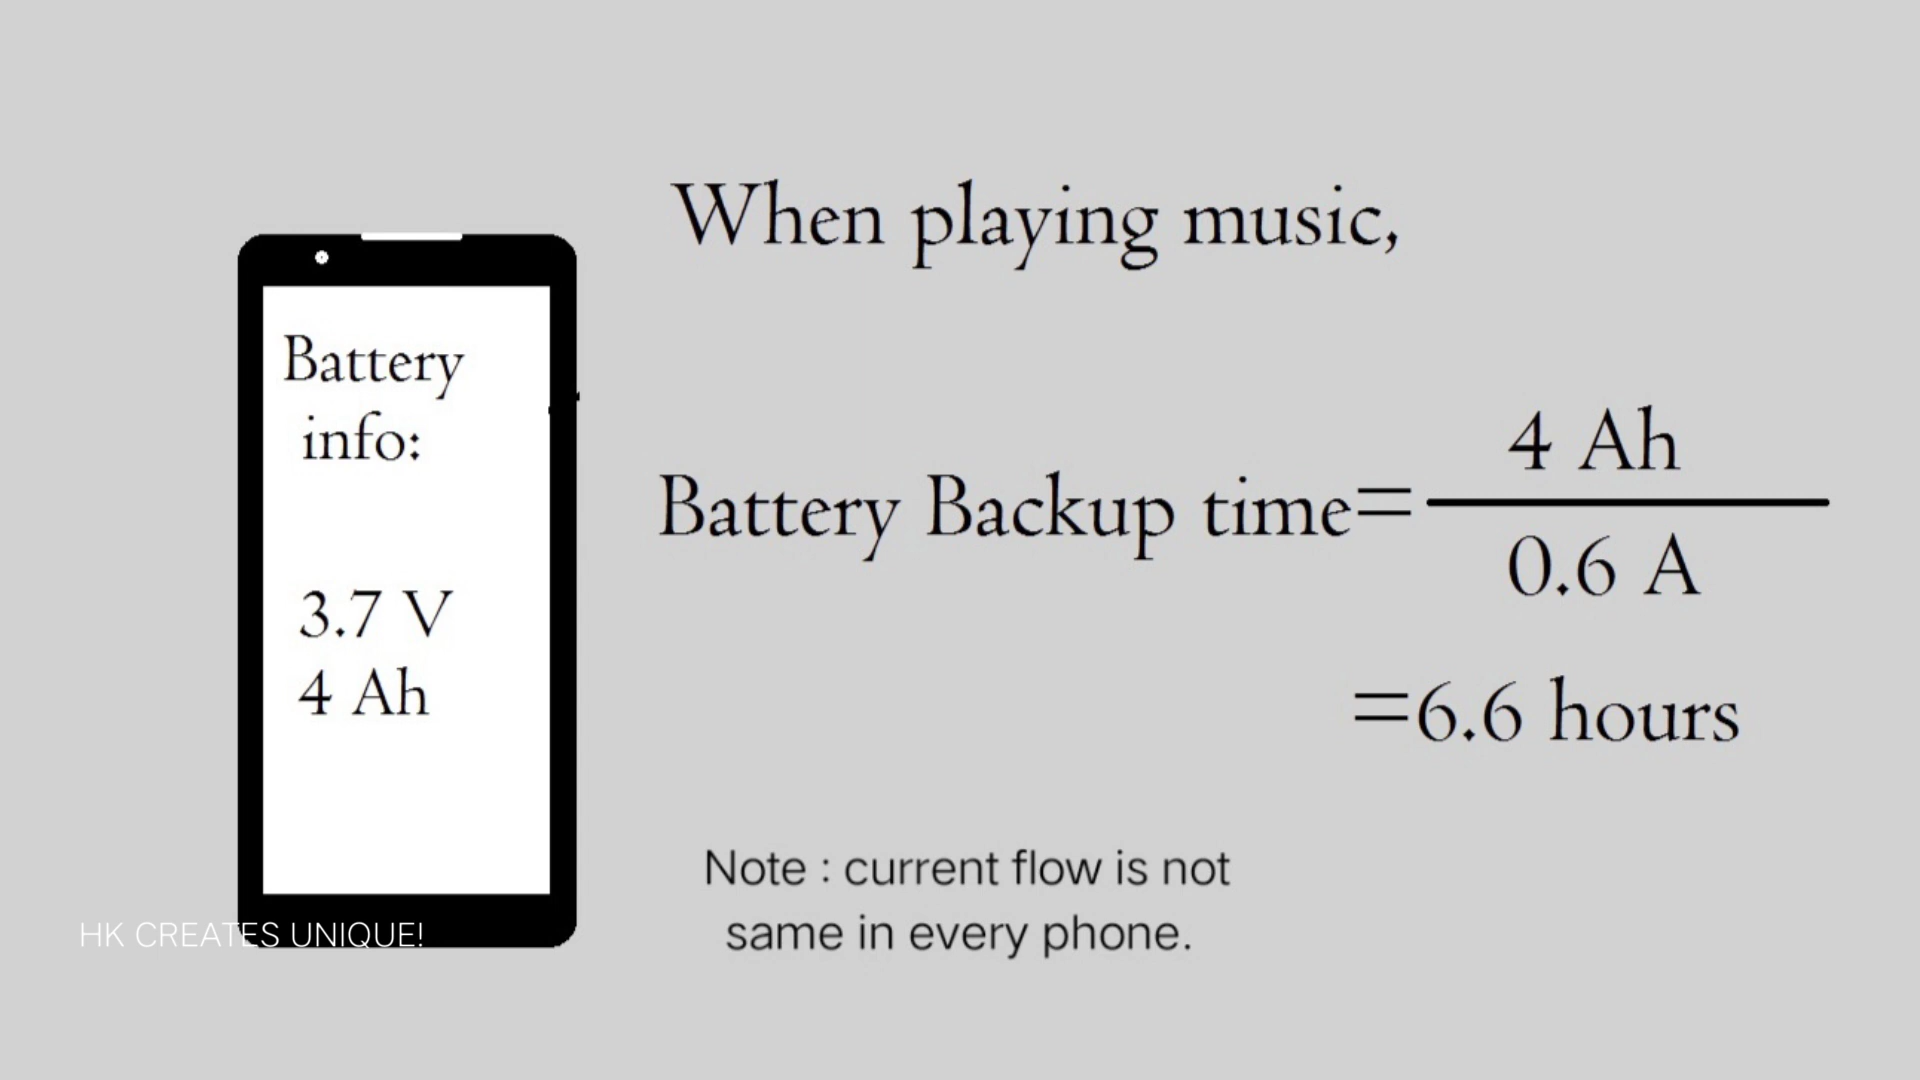 When playing music,
Battery
info:
3.7 V
4 Ah
Battery Backup time=
4 Ah
0.6 A
=6.6 hours
Note : current flow is not
same in every phone.
HK CREATES UNIQUE!